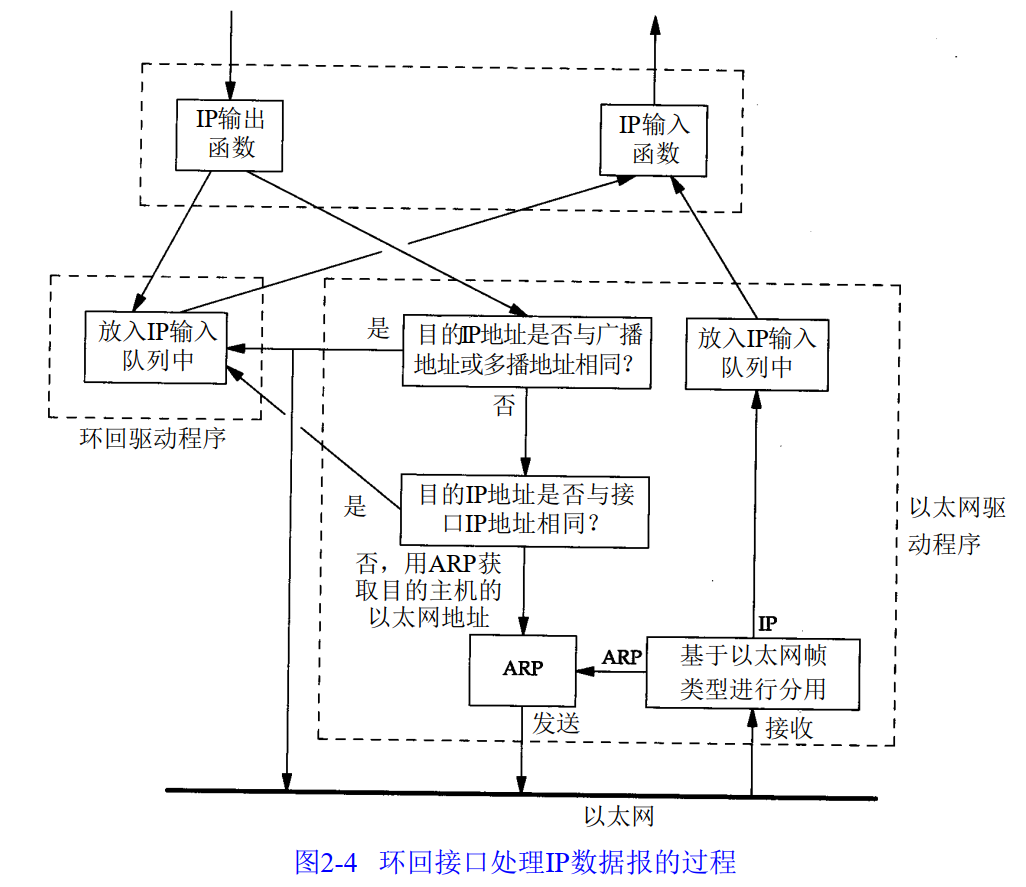 IP输出
函数
IP输入
函数
放入IP输入
队列中
环回驱动程序
是
目的IP地址是否与广播
地址或多播地址相同?
否
放入IP输入
队列中
是
目的IP地址是否与接
口IP地址相同?
以太网驱
动程序
否,用ARP获
取目的主机的
以太网地址
ARP
ARP
IP
基于以太网帧
类型进行分用
发送
接收
以太网
图2-4 环回接口处理IP数据报的过程